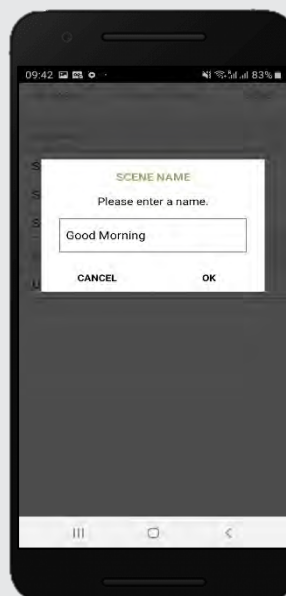 09:42
83%
SCENE NAME
Please enter a name.
Good Morning
CANCEL
OK